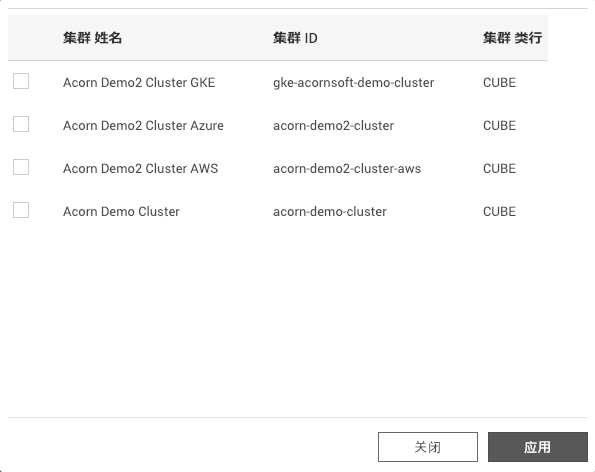 集群 姓名 集群 ID 集群 类行
Acorn Demo2 Cluster GKE gke-acornsoft-demo-cluster CUBE
Acorn Demo2 Cluster Azure acorn-demo2-cluster CUBE
Acorn Demo2 Cluster AWS acorn-demo2-cluster-aws CUBE
Acorn Demo Cluster acorn-demo-cluster CUBE
关闭 应用